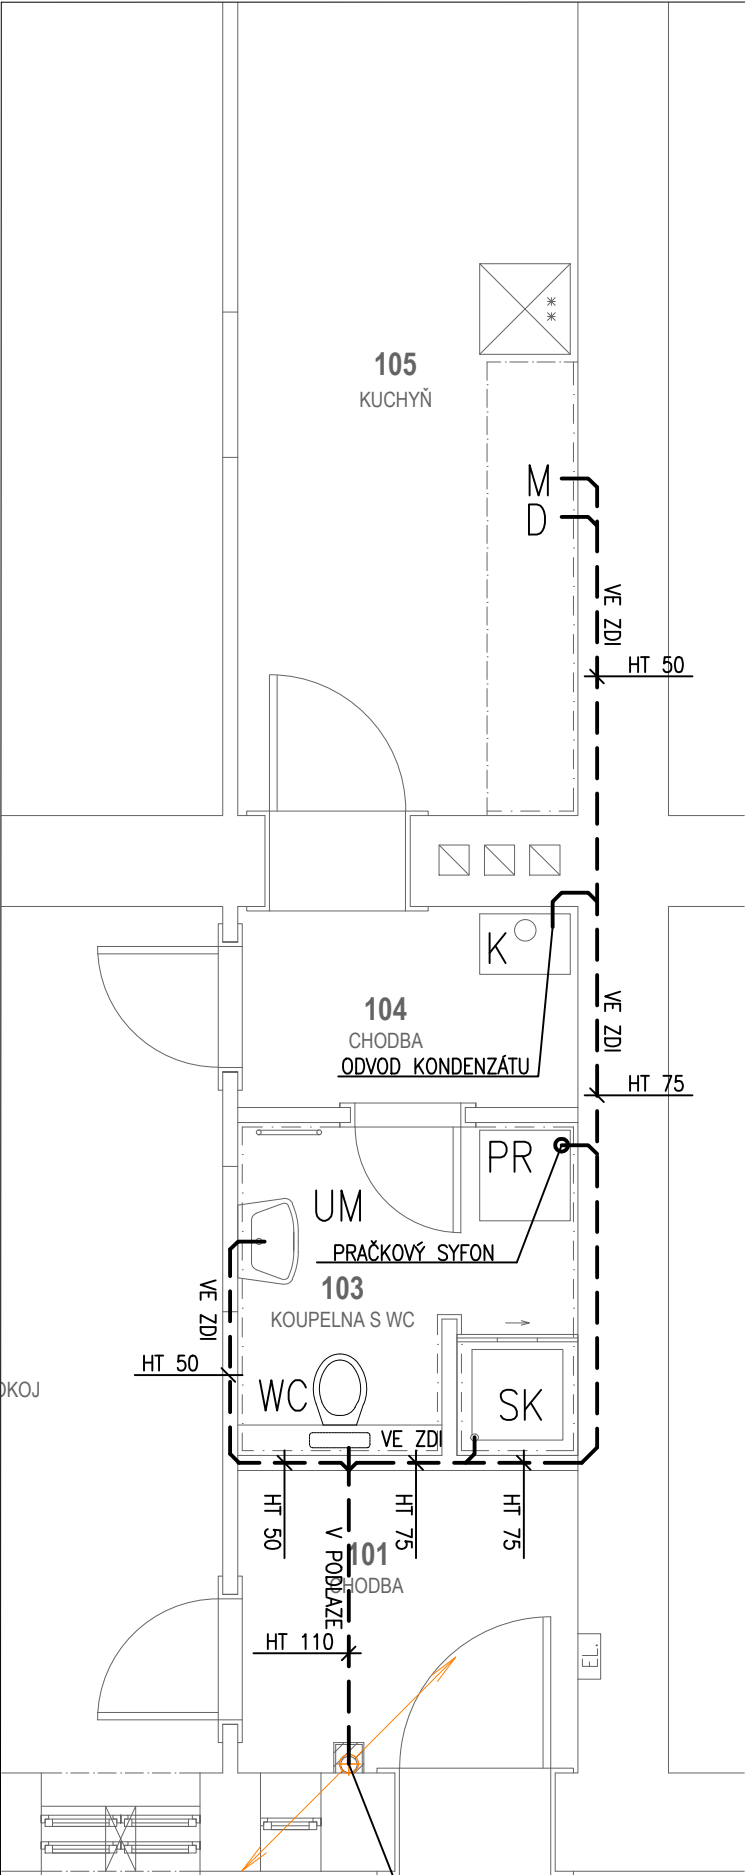 105
KUCHYŇ
M
D
VE ZDI
HT 50
K
104
CHODBA
VE ZDI
ODVOD KONDENZÁTU
HT 75
PR
UM
PRAČKOVÝ SYFON
103
KOUPELNA S WC
VE ZDI
HT 50
OKOJ
WC
SK
VE ZDI
HT 50
HT 75
HT 75
V PODLAZE
101
CHODBA
HT 110
EL.